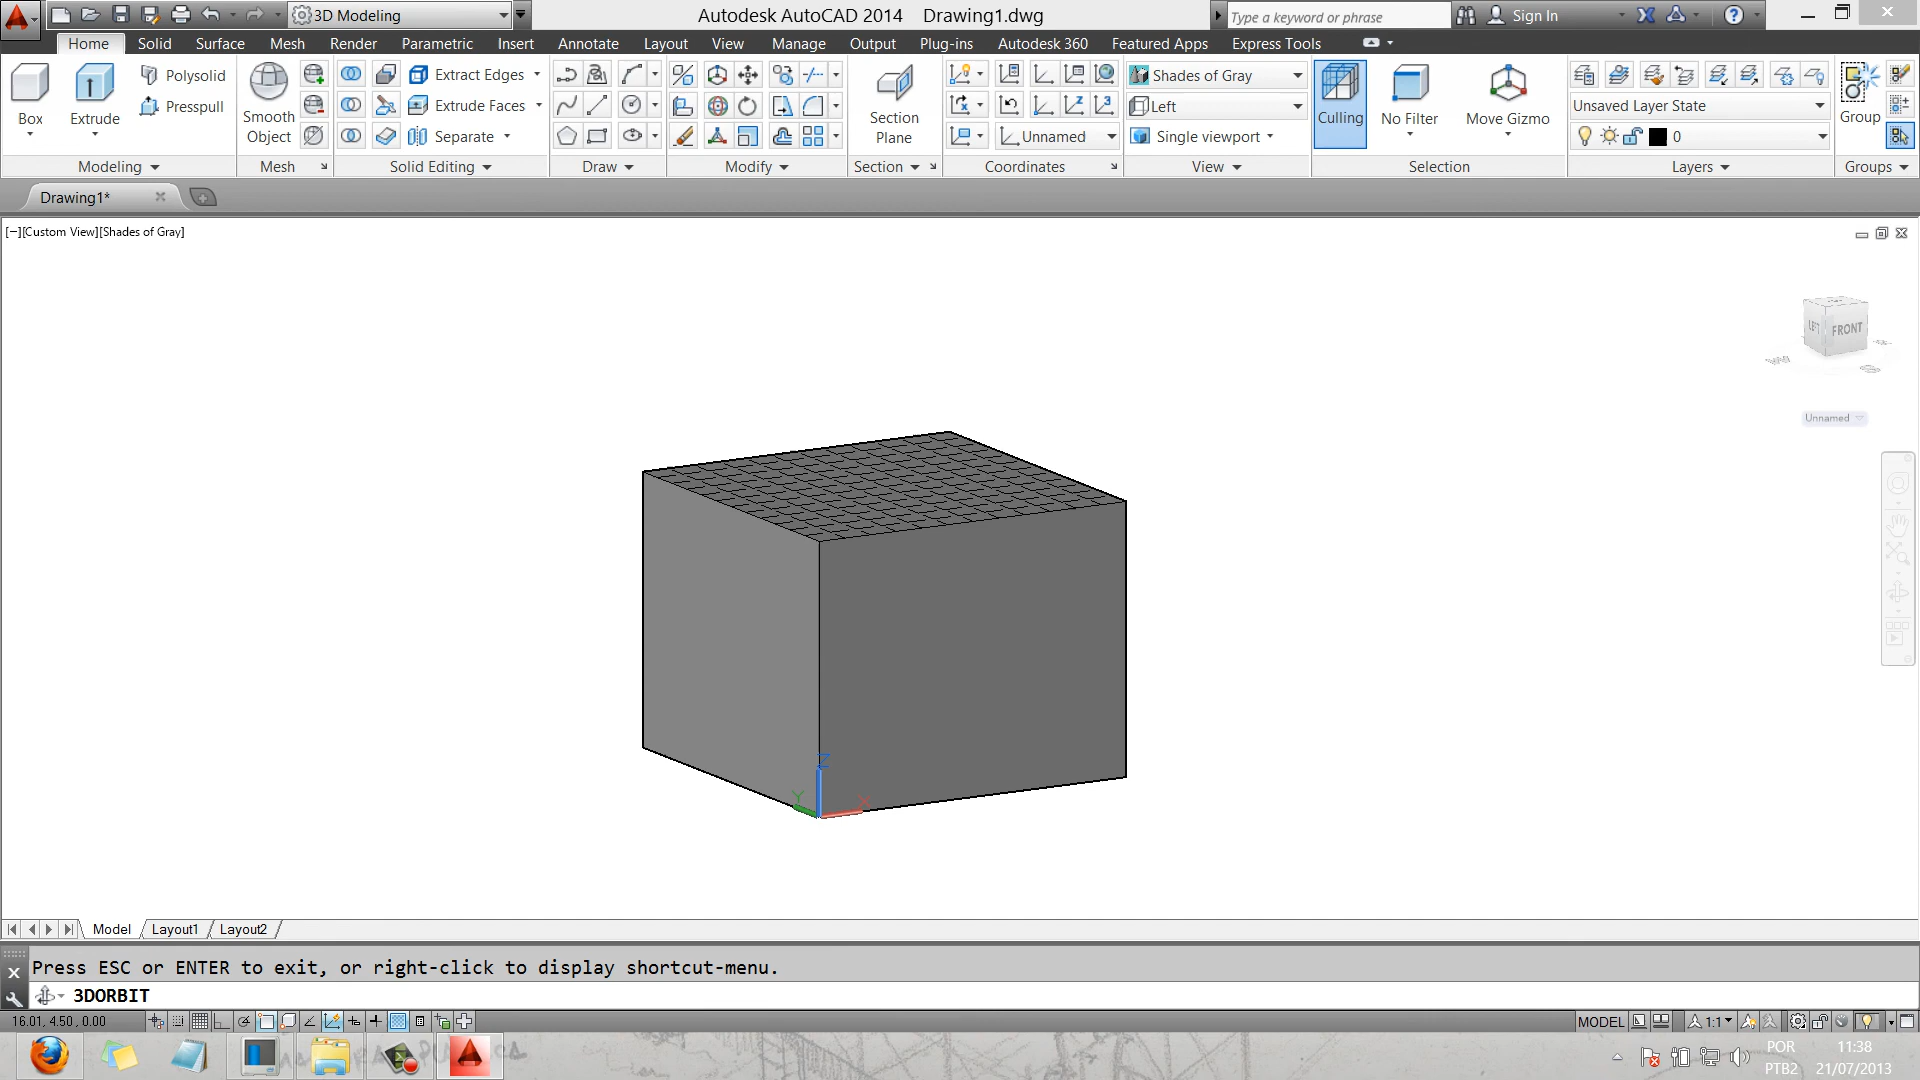 3D Modeling
Autodesk AutoCAD 2014 Drawing1.dwg
Type a keyword or phrase
Sign In
Home Solid Surface Mesh Render Parametric Insert Annotate Layout View Manage Output Plug-ins Autodesk 360 Featured Apps Express Tools
Box
Extrude
Polysolid
Presspull
Modeling
Smooth
Object
Mesh
Extract Edges
Extrude Faces
Separate
Solid Editing
Draw
Modify
Section
Plane
Section
Unnamed
Coordinates
Shades of Gray
Left
Single viewport
View
Culling
No Filter
Move Gizmo
Selection
Unsaved Layer State
0
Layers
Group
Groups
Drawing1*
[−][Custom View][Shades of Gray]
LEFT FRONT
Unnamed
Z
Y
X
Model Layout1 Layout2
Press ESC or ENTER to exit, or right-click to display shortcut-menu.
3DORBIT
16.01, 4.50 , 0.00
MODEL
1:1
POR
PTB2
11:38
21/07/2013